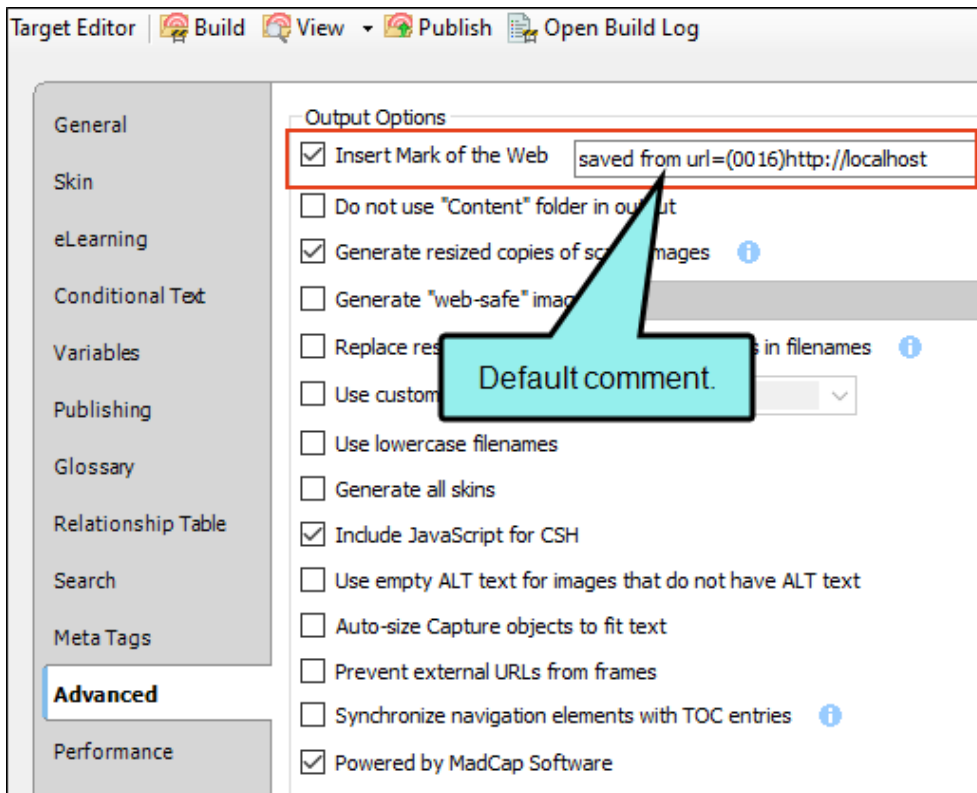 Target Editor Build View Publish Open Build Log
General
Skin
eLearning
Conditional Text
Variables
Publishing
Glossary
Relationship Table
Search
Meta Tags
Advanced
Performance
Output Options
Insert Mark of the Web saved from url=(0016)http://localhost
Do not use "Content" folder in
Generate resized copies of
Generate "web-safe"
Replace in filenames
Use custom
Use lowercase filenames
Generate all skins
Include JavaScript for CSH
Use empty ALT text for images that do not have ALT text
Auto-size Capture objects to fit text
Prevent external URLs from frames
Synchronize navigation elements with TOC entries
Powered by MadCap Software
Default comment.